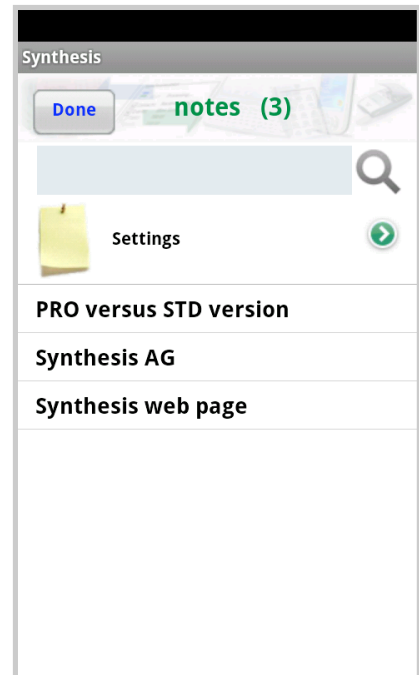 Synthesis
Done notes (3)
Settings
PRO versus STD version
Synthesis AG
Synthesis web page